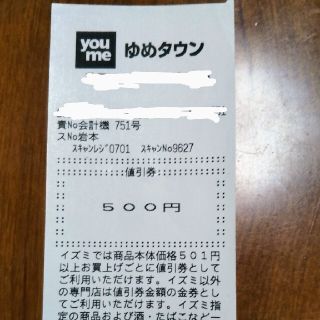 you
me ゆめタウン
責No会計機 751号
スNo岩本
スキャンレジ0701 スキャンNo9627
値引券
５００円
イズミでは商品本体価格５０１円
以上お買上げごとに値引券として
ご利用いただけます。イズミ以外
の専門店は値引券金額の金券とし
てご利用いただけます。イズミ指
定の商品および酒・たばこなど一